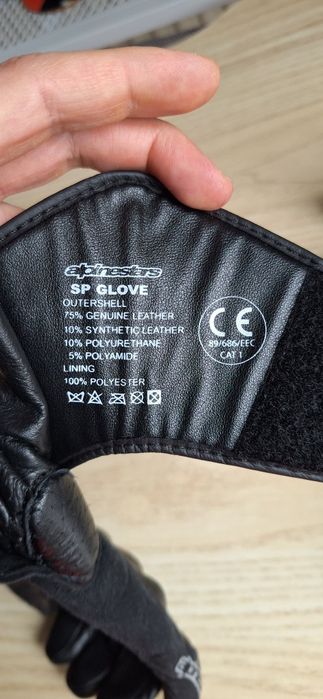 alpinestars
SP GLOVE
OUTERSHELL
75% GENUINE LEATHER
10% SYNTHETIC LEATHER
10% POLYURETHANE
5% POLYAMIDE
LINING
100% POLYESTER
CE
89/686/EEC
CAT 1